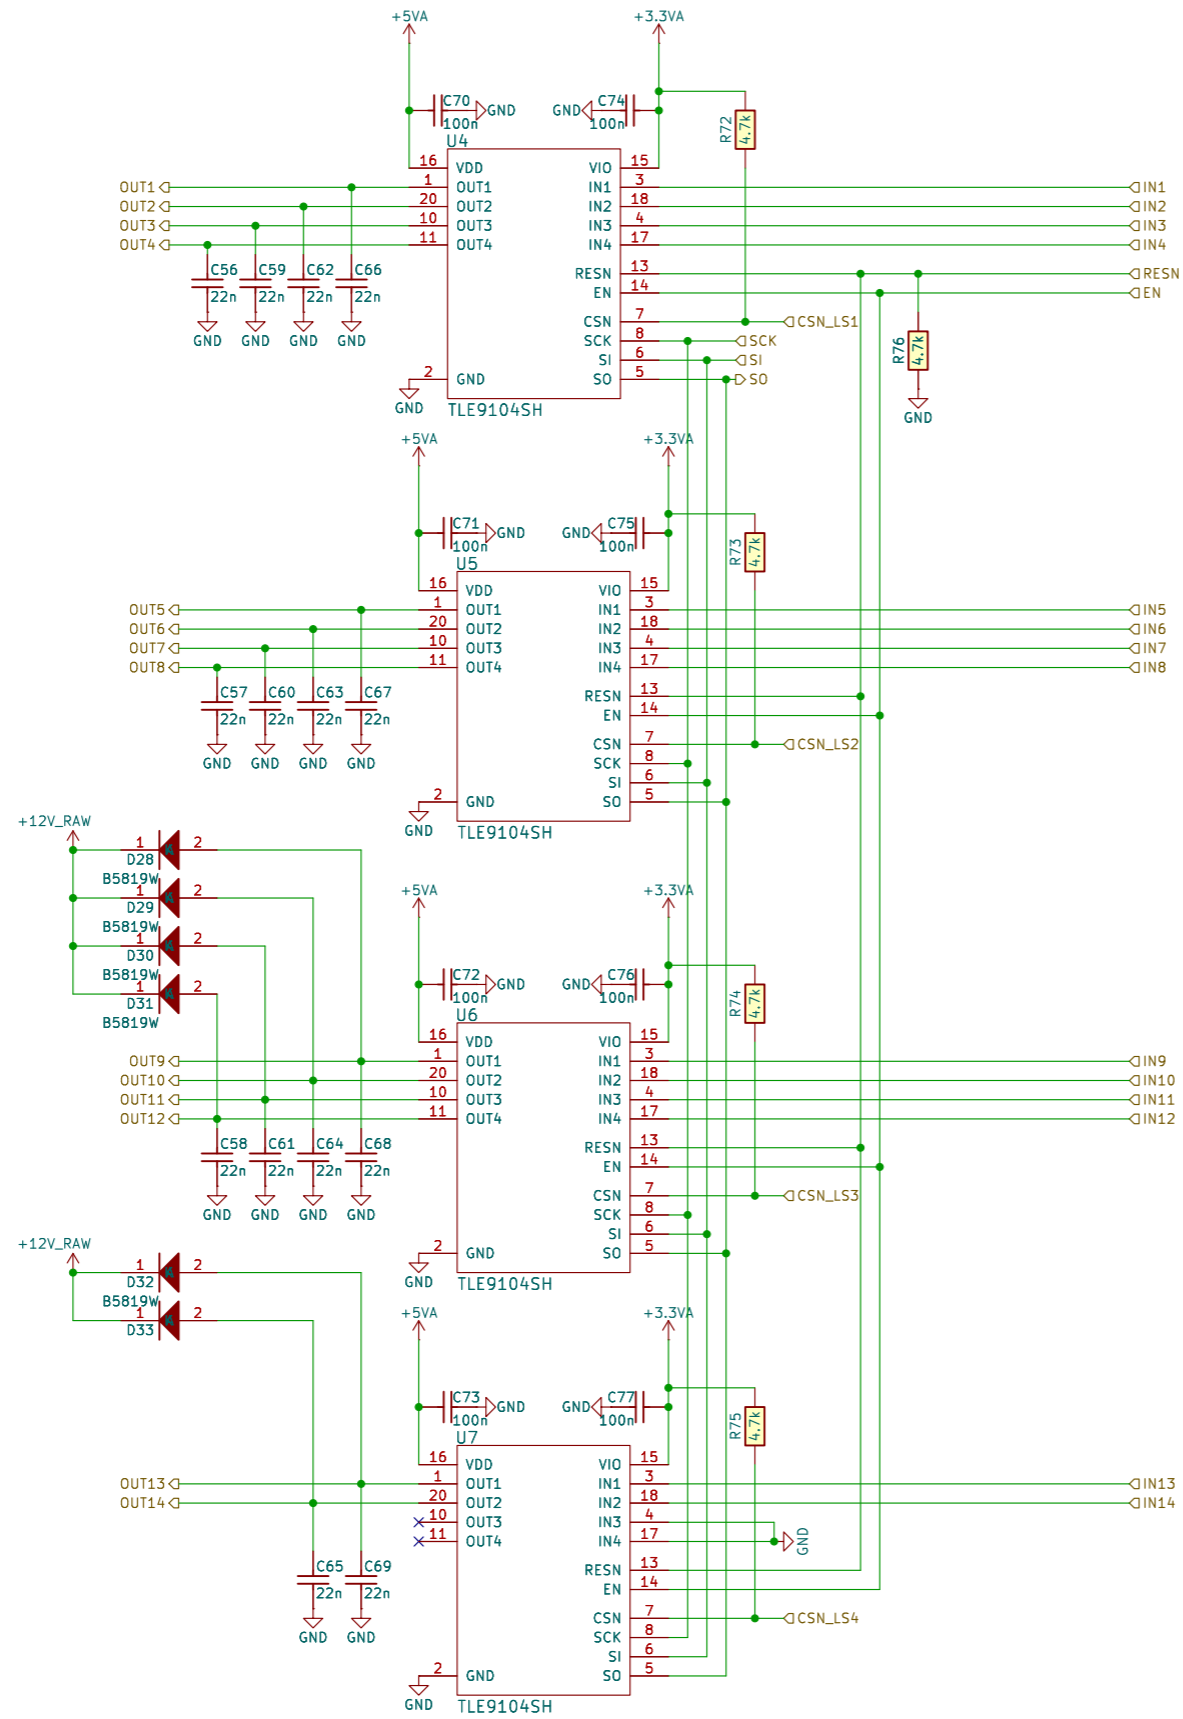 +5VA
+3.3VA
C70
GND
100n
GND
C74
100n
R72
4.7k
U4
16 VDD
VIO 15
OUT1
1 OUT1
IN1 3
IN1
OUT2
20 OUT2
IN2 18
IN2
OUT3
10 OUT3
IN3 4
IN3
OUT4
11 OUT4
IN4 17
IN4
C56
22n
C59
22n
C62
22n
C66
22n
GND
GND
GND
GND
RESN 13
RESN
EN 14
EN
CSN 7
CSN_LS1
SCK 8
SCK
SI 6
SI
SO 5
SO
R76
4.7k
GND
2 GND
GND
TLE9104SH
+5VA
+3.3VA
C71
GND
100n
GND
C75
100n
R73
4.7k
U5
16 VDD
VIO 15
OUT5
1 OUT1
IN1 3
IN5
OUT6
20 OUT2
IN2 18
IN6
OUT7
10 OUT3
IN3 4
IN7
OUT8
11 OUT4
IN4 17
IN8
C57
22n
C60
22n
C63
22n
C67
22n
GND
GND
GND
GND
RESN 13
EN 14
CSN 7
CSN_LS2
SCK 8
SI 6
SO 5
2 GND
GND
TLE9104SH
+12V_RAW
1 2
D28
B5819W
1 2
D29
B5819W
1 2
D30
B5819W
1 2
D31
B5819W
+5VA
+3.3VA
C72
GND
100n
GND
C76
100n
R74
4.7k
U6
16 VDD
VIO 15
OUT9
1 OUT1
IN1 3
IN9
OUT10
20 OUT2
IN2 18
IN10
OUT11
10 OUT3
IN3 4
IN11
OUT12
11 OUT4
IN4 17
IN12
C58
22n
C61
22n
C64
22n
C68
22n
GND
GND
GND
GND
RESN 13
EN 14
CSN 7
CSN_LS3
SCK 8
SI 6
SO 5
2 GND
GND
TLE9104SH
+12V_RAW
1 2
D32
B5819W
1 2
D33
+5VA
+3.3VA
C73
GND
100n
GND
C77
100n
R75
4.7k
U7
16 VDD
VIO 15
OUT13
1 OUT1
IN1 3
IN13
OUT14
20 OUT2
IN2 18
IN14
10 OUT3
IN3 4
11 OUT4
IN4 17
GND
C65
22n
C69
22n
GND
GND
RESN 13
EN 14
CSN 7
CSN_LS4
SCK 8
SI 6
SO 5
2 GND
GND
TLE9104SH